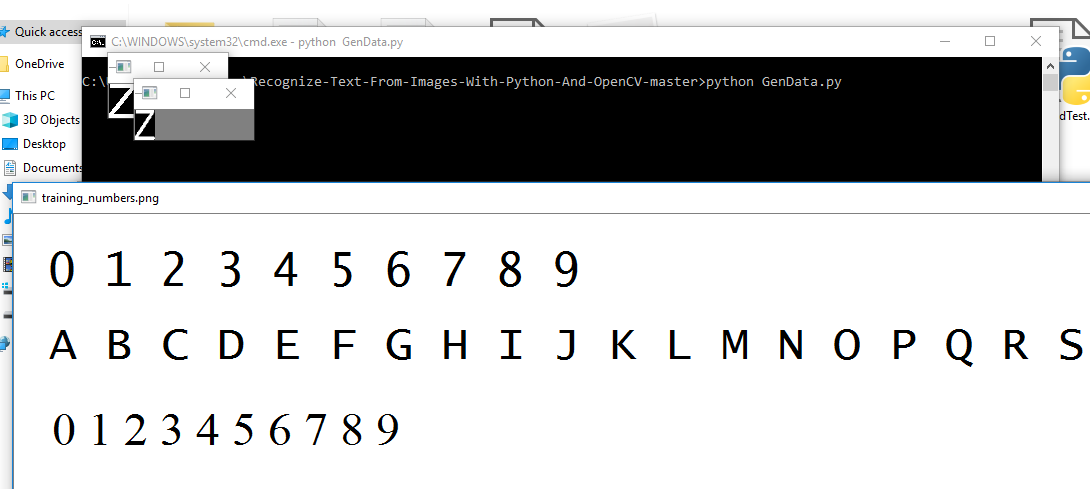 Quick access
C:\WINDOWS\system32\cmd.exe - python GenData.py
OneDrive
\Recognize-Text-From-Images-With-Python-And-OpenCV-master>python GenData.py
C:\
Z
Z
This PC
3D Objects
Desktop
Documents
dTest.
training_numbers.png
0 1 2 3 4 5 6 7 8 9
A B C D E F G H I J K L M N O P Q R S
0 1 2 3 4 5 6 7 8 9